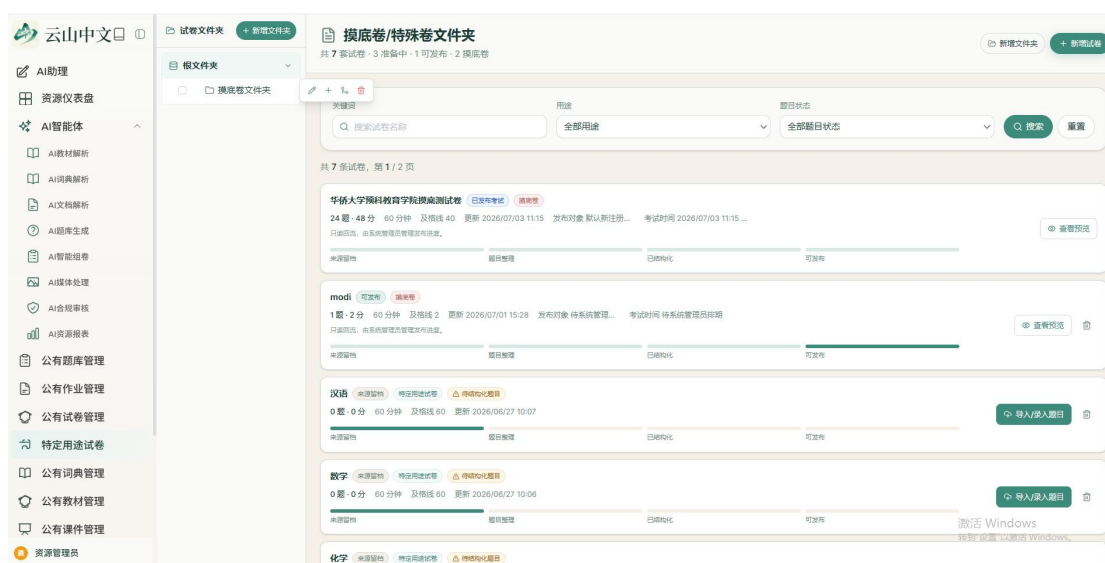 云山中文
AI助理
资源仪表盘
AI智能体
AI教材解析
AI词典解析
AI文档解析
AI题库生成
AI智能组卷
AI媒体处理
AI合规审核
AI资源报表
公有题库管理
公有作业管理
公有试卷管理
特定用途试卷
公有词典管理
公有教材管理
公有课件管理
资源管理员
试卷文件夹 + 新增文件夹
根文件夹
摸底卷文件夹
摸底卷/特殊卷文件夹
共 7 套试卷 · 3 准备中 · 1 可发布 · 2 摸底卷
新增文件夹 + 新增试卷
关键词 用途 题目状态
搜索试卷名称 全部用途 全部题目状态 搜索 重置
共 7 条试卷，第 1 / 2 页
华侨大学预科教育学院摸底测试卷 已发布考试 摸底卷
24 题 · 48 分 60 分钟 及格线 40 更新 2026/07/03 11:15 发布对象 默认新注册... 考试时间 2026/07/03 11:15 ...
只读回流，由系统管理员管理发布进度。
查看预览
来源留档 题目整理 已结构化 可发布
modi 可发布 摸底卷
1 题 · 2 分 60 分钟 及格线 2 更新 2026/07/01 15:28 发布对象 待系统管理... 考试时间 待系统管理员排期
只读回流，由系统管理员管理发布进度。
查看预览
来源留档 题目整理 已结构化 可发布
汉语 来源留档 特定用途试卷 待结构化题目
0 题 · 0 分 60 分钟 及格线 60 更新 2026/06/27 10:07
导入/录入题目
来源留档 题目整理 已结构化 可发布
数学 来源留档 特定用途试卷 待结构化题目
0 题 · 0 分 60 分钟 及格线 60 更新 2026/06/27 10:06
导入/录入题目
来源留档 题目整理 已结构化 可发布
激活 Windows
转到"设置"以激活 Windows。
化学 来源留档 特定用途试卷 待结构化题目